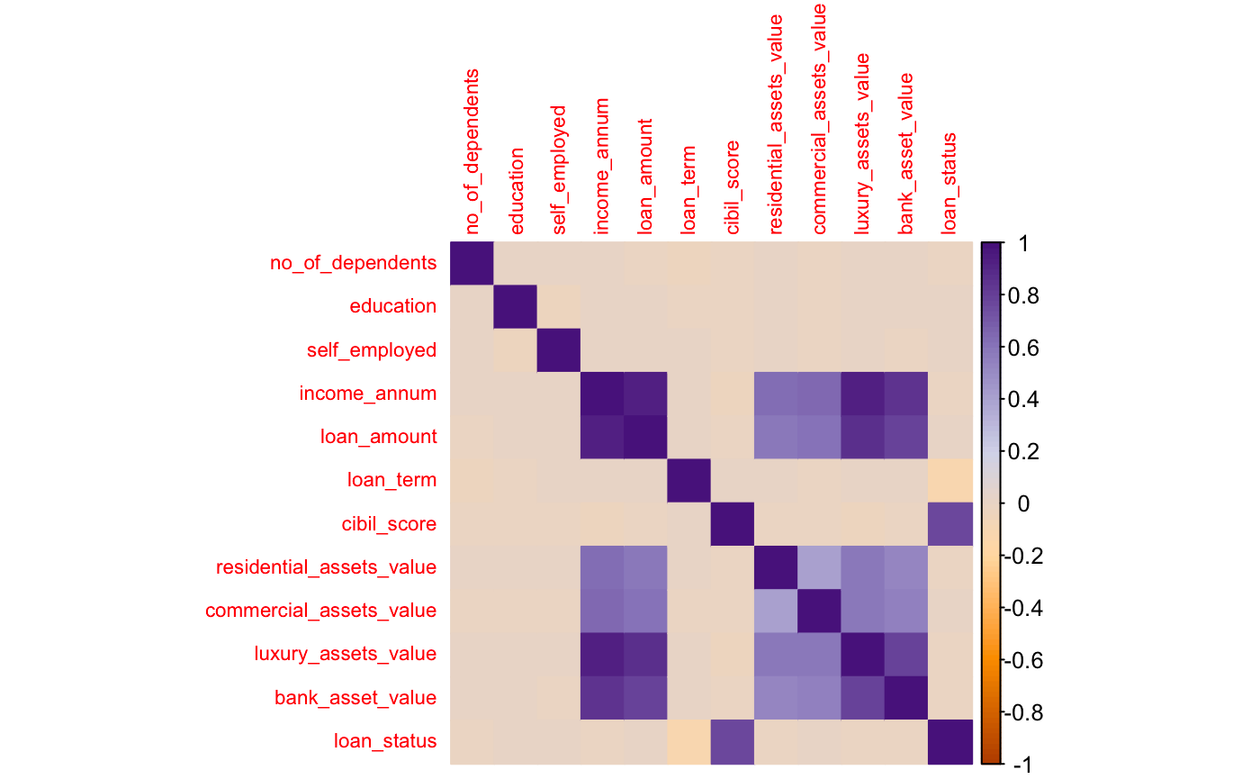 no_of_dependents
education
self_employed
income_annum
loan_amount
loan_term
cibil_score
residential_assets_value
commercial_assets_value
luxury_assets_value
bank_asset_value
loan_status
no_of_dependents
education
self_employed
income_annum
loan_amount
loan_term
cibil_score
residential_assets_value
commercial_assets_value
luxury_assets_value
bank_asset_value
loan_status
1
0.8
0.6
0.4
0.2
0
-0.2
-0.4
-0.6
-0.8
-1